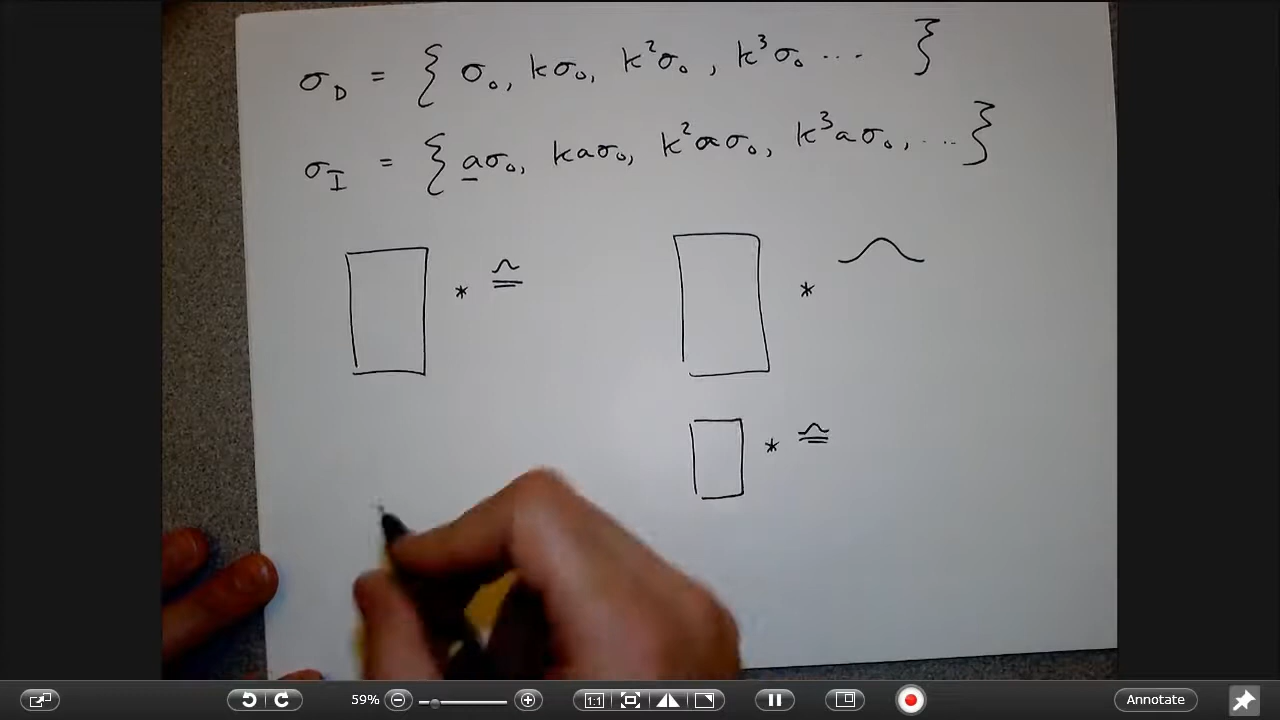 σ_D = { σ₀, kσ₀, k²σ₀, k³σ₀ ... }
σ_I = { aσ₀, kaσ₀, k²aσ₀, k³aσ₀, ... }
*
*
*
59%
1:1
Annotate